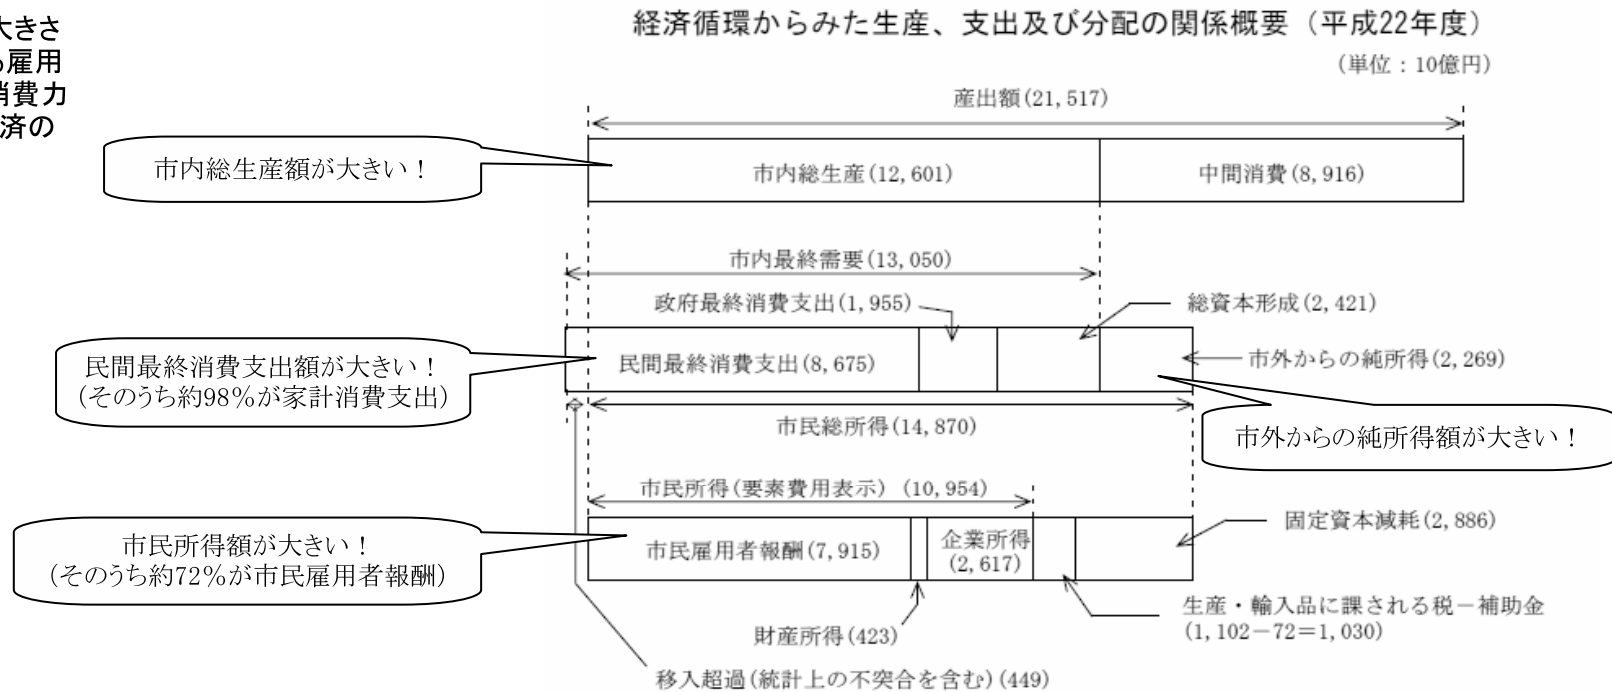 大きさ
雇用
消費力
済の
経済循環からみた生産、支出及び分配の関係概要（平成22年度）
（単位：10億円）
産出額(21,517)
市内総生産額が大きい！
市内総生産(12,601)
中間消費(8,916)
市内最終需要(13,050)
政府最終消費支出(1,955)
総資本形成(2,421)
民間最終消費支出額が大きい！
(そのうち約98％が家計消費支出)
民間最終消費支出(8,675)
市外からの純所得(2,269)
市民総所得(14,870)
市外からの純所得額が大きい！
市民所得(要素費用表示) (10,954)
市民所得額が大きい！
(そのうち約72％が市民雇用者報酬)
市民雇用者報酬(7,915)
企業所得
(2,617)
固定資本減耗(2,886)
生産・輸入品に課される税－補助金
(1,102－72＝1,030)
財産所得(423)
移入超過(統計上の不突合を含む)(449)